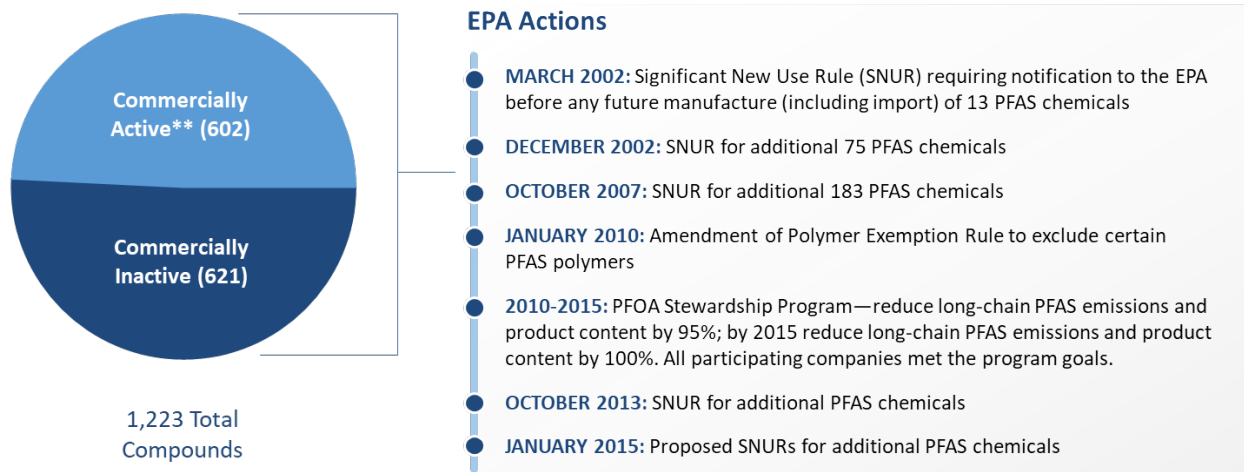 Commercially
Active** (602)
Commercially
Inactive (621)
1,223 Total
Compounds
EPA Actions
MARCH 2002: Significant New Use Rule (SNUR) requiring notification to the EPA
before any future manufacture (including import) of 13 PFAS chemicals
DECEMBER 2002: SNUR for additional 75 PFAS chemicals
OCTOBER 2007: SNUR for additional 183 PFAS chemicals
JANUARY 2010: Amendment of Polymer Exemption Rule to exclude certain
PFAS polymers
2010-2015: PFOA Stewardship Program—reduce long-chain PFAS emissions and
product content by 95%; by 2015 reduce long-chain PFAS emissions and product
content by 100%. All participating companies met the program goals.
OCTOBER 2013: SNUR for additional PFAS chemicals
JANUARY 2015: Proposed SNURs for additional PFAS chemicals